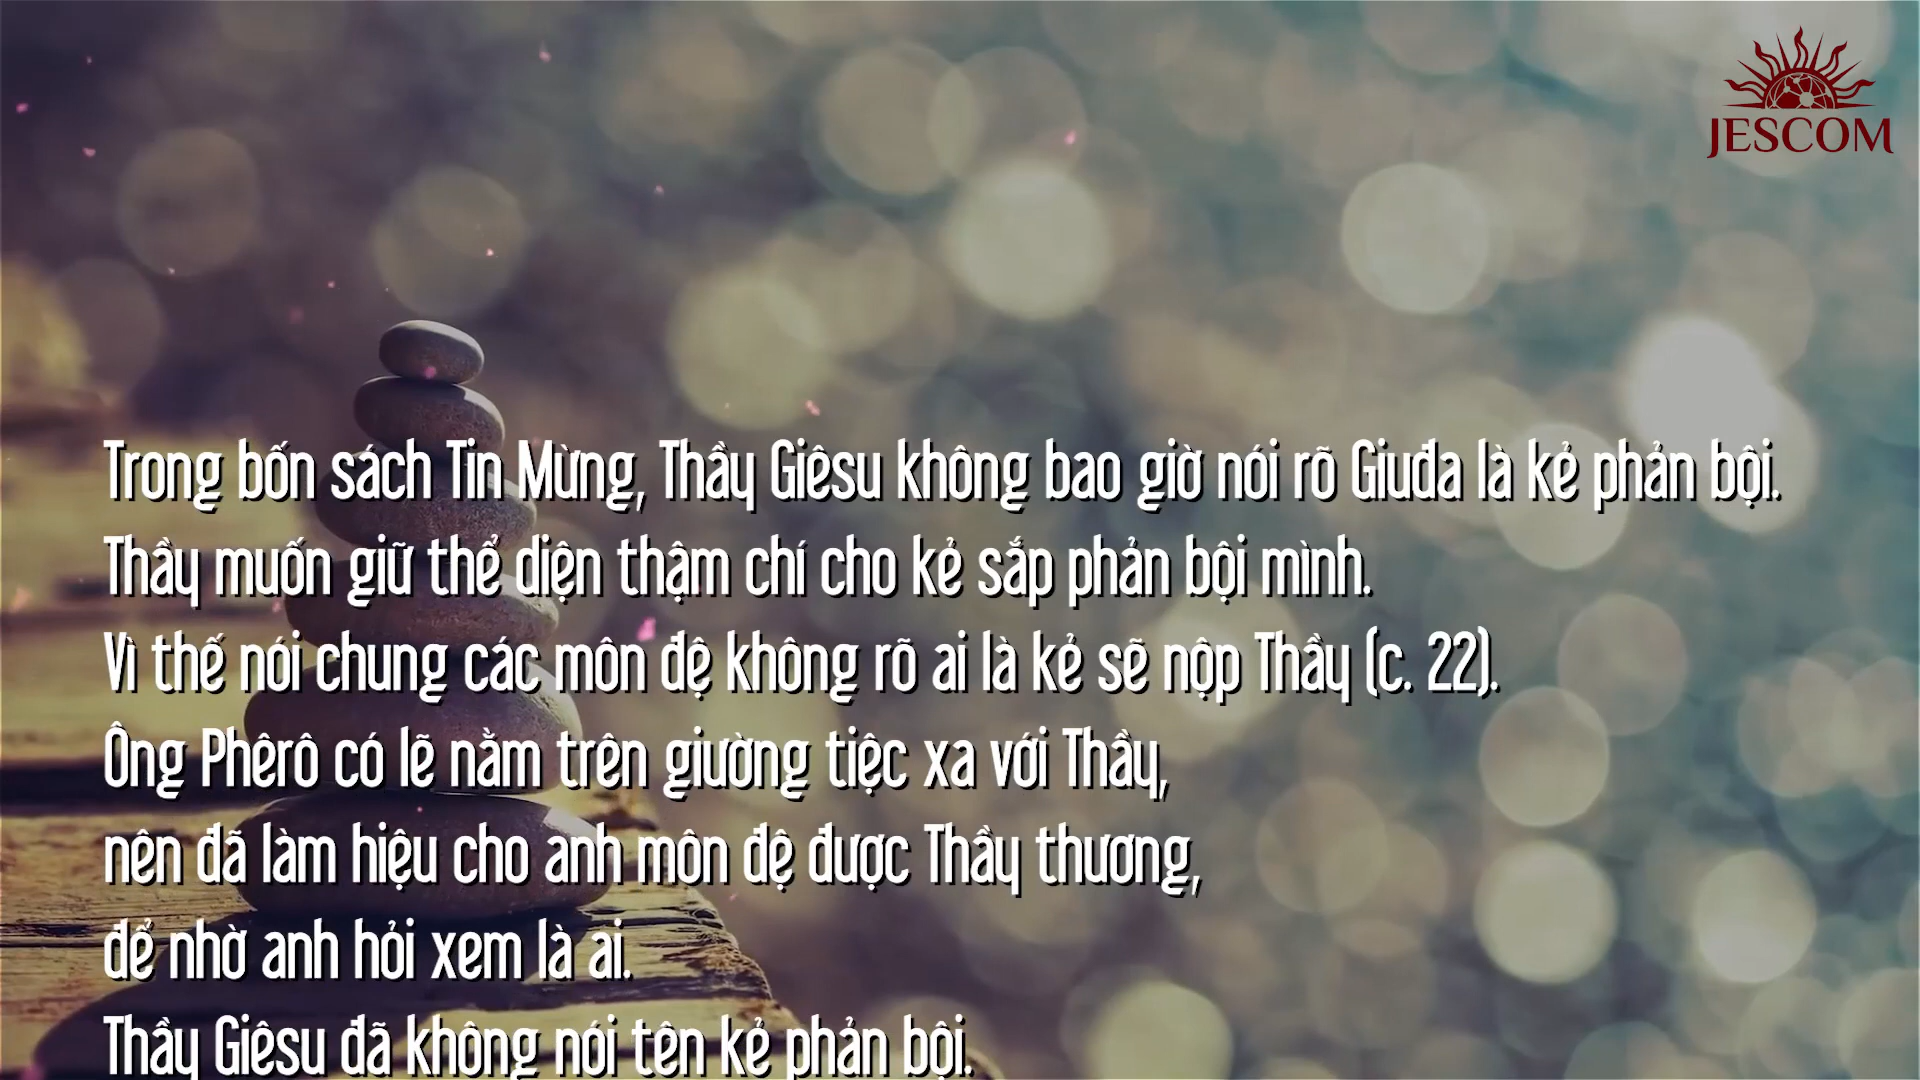 JESCOM
Trong bốn sách Tin Mừng, Thầy Giêsu không bao giờ nói rõ Giuđa là kẻ phản bội.
Thầy muốn giữ thể diện thậm chí cho kẻ sắp phản bội mình.
Vì thế nói chung các môn đệ không rõ ai là kẻ sẽ nộp Thầy (c. 22).
Ông Phêrô có lẽ nằm trên giường tiệc xa với Thầy,
nên đã làm hiệu cho anh môn đệ được Thầy thương,
để nhờ anh hỏi xem là ai.
Thầy Giêsu đã không nói tên kẻ phản bội.